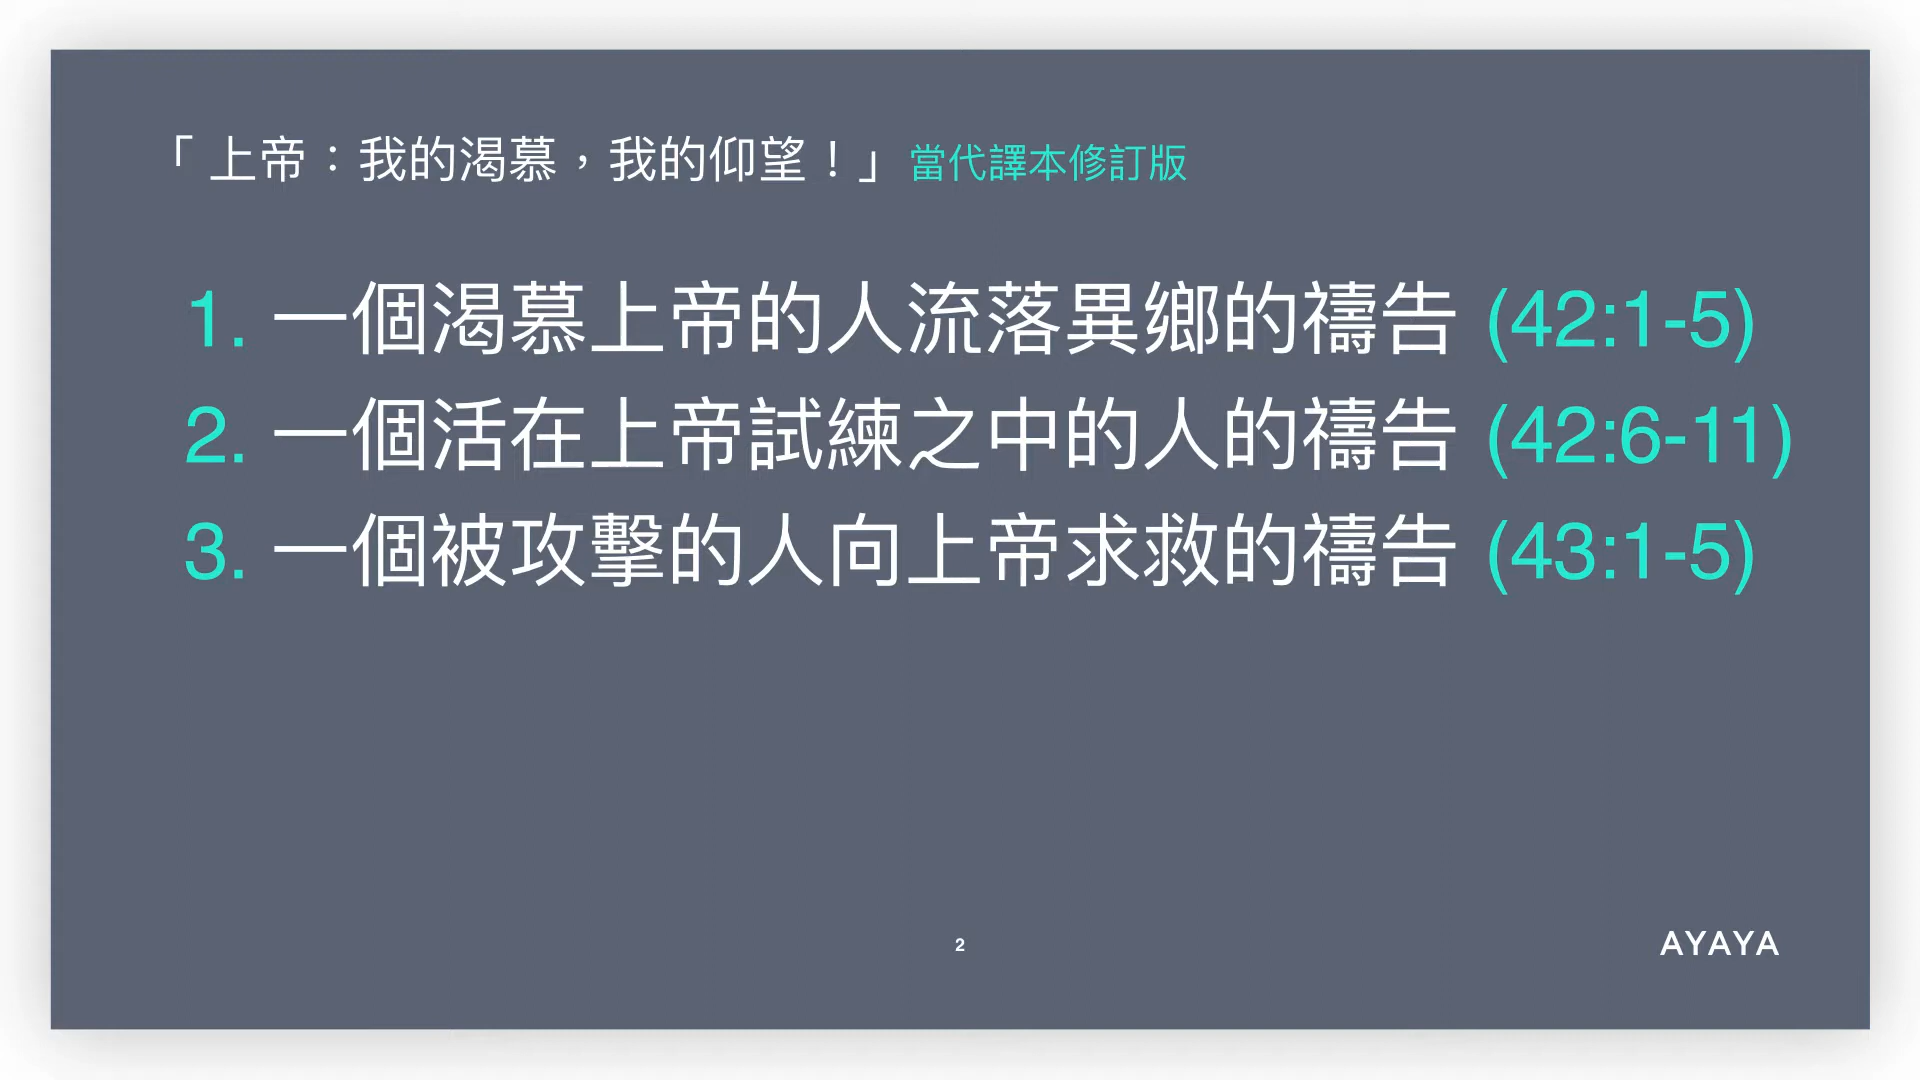 「 上帝：我的渴慕，我的仰望！」當代譯本修訂版
1. 一個渴慕上帝的人流落異鄉的禱告 (42:1-5)
2. 一個活在上帝試練之中的人的禱告 (42:6-11)
3. 一個被攻擊的人向上帝求救的禱告 (43:1-5)
2
AYAYA